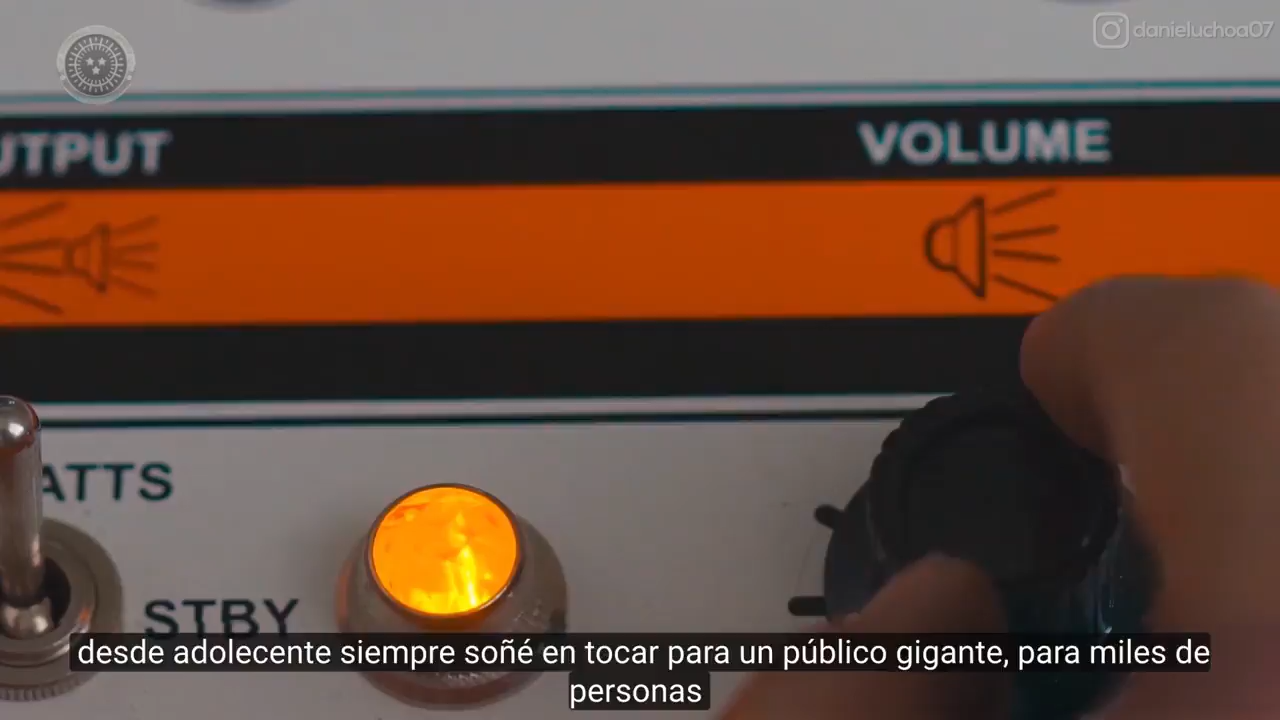 danieluchoa07
UTPUT
VOLUME
ATTS
STBY
desde adolecente siempre soñé en tocar para un público gigante, para miles de
personas